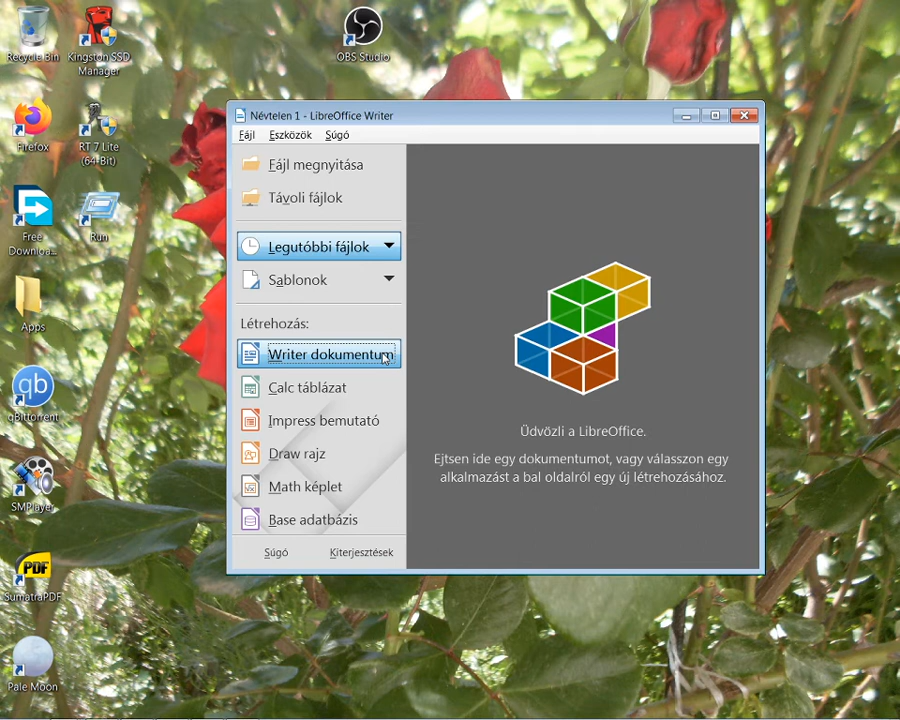 Recycle Bin
Kingston SSD
Manager
OBS Studio
Firefox
RT 7 Lite
(64-Bit)
Free
Downloa...
Run
Apps
qb
qBittorrent
SMPlayer
PDF
SumatraPDF
Pale Moon
Névtelen 1 - LibreOffice Writer
Fájl Eszközök Súgó
Fájl megnyitása
Távoli fájlok
Legutóbbi fájlok
Sablonok
Létrehozás:
Writer dokumentum
Calc táblázat
Impress bemutató
Draw rajz
Math képlet
Base adatbázis
Súgó Kiterjesztések
Üdvözli a LibreOffice.
Ejtsen ide egy dokumentumot, vagy válasszon egy
alkalmazást a bal oldalról egy új létrehozásához.